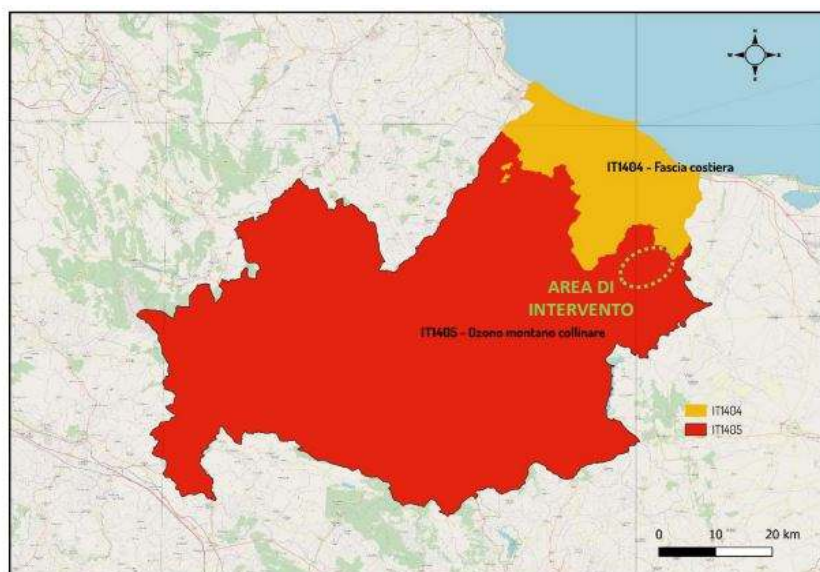 N
W
E
S
IT1404 - Fascia costiera
AREA DI
INTERVENTO
IT1405 - Ozono montano collinare
IT1404
IT1405
0 10 20 km